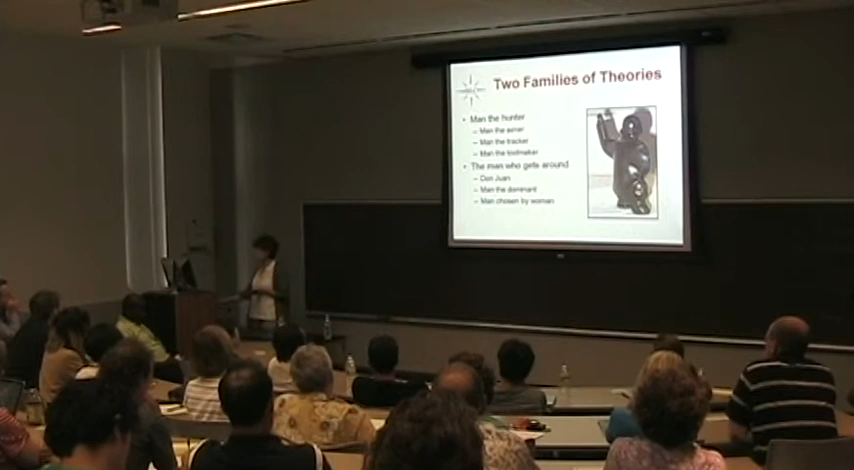 Two Families of Theories
• Man the hunter
– Man the aimer
– Man the tracker
– Man the toolmaker
• The man who gets around
– Don Juan
– Man the dominant
– Man chosen by woman